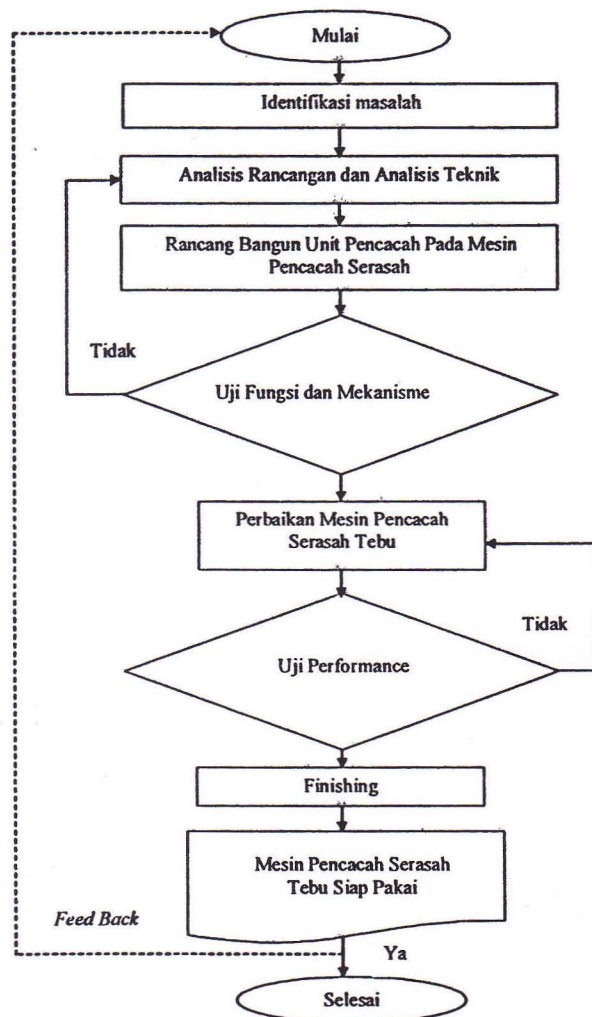 Mulai
Identifikasi masalah
Analisis Rancangan dan Analisis Teknik
Rancang Bangun Unit Pencacah Pada Mesin
Pencacah Serasah
Tidak
Uji Fungsi dan Mekanisme
Perbaikan Mesin Pencacah
Serasah Tebu
Tidak
Uji Performance
Finishing
Mesin Pencacah Serasah
Tebu Siap Pakai
Feed Back
Ya
Selesai